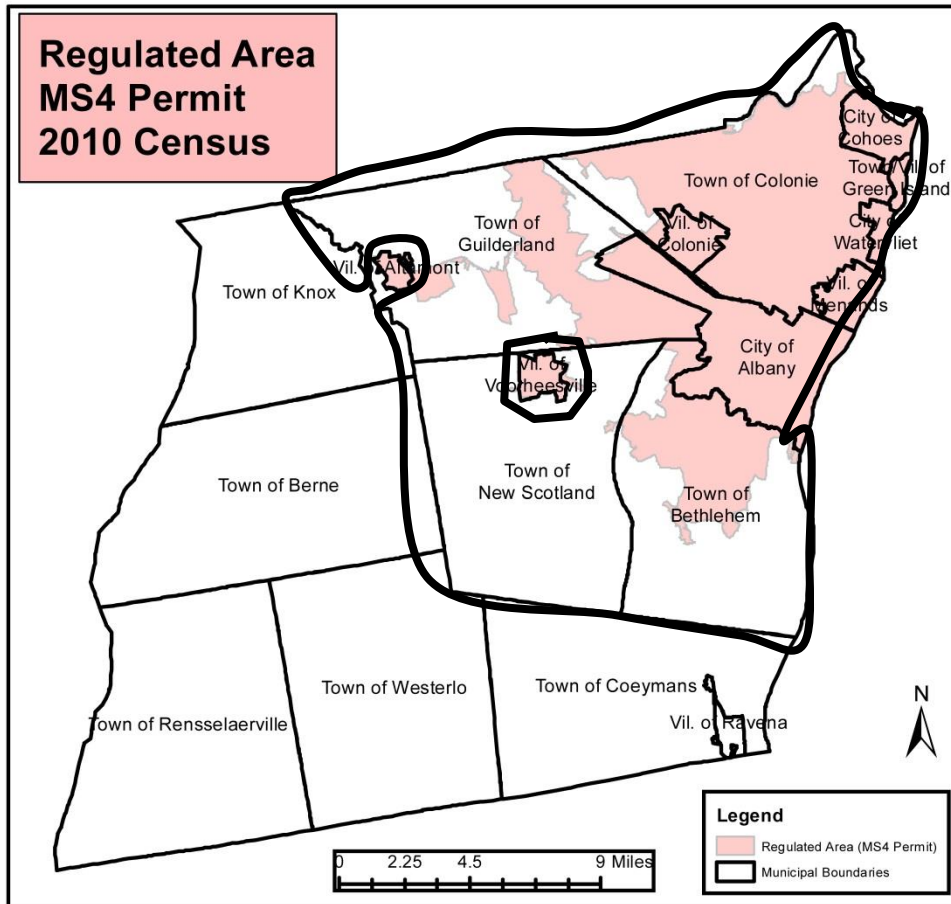 Regulated Area
MS4 Permit
2010 Census
City of
Cohoes
Town/Vil. of
Green Island
Town of Colonie
Vil. of
Colonie
City of
Watervliet
Town of
Guilderland
Vil. of Altamont
Town of Knox
Vil. of
Menands
City of
Albany
Vil. of
Voorheesville
Town of Berne
Town of
New Scotland
Town of
Bethlehem
Town of Westerlo
Town of Coeymans
Town of Rensselaerville
Vil. of Ravena
N
Legend
Regulated Area (MS4 Permit)
Municipal Boundaries
0 2.25 4.5 9 Miles